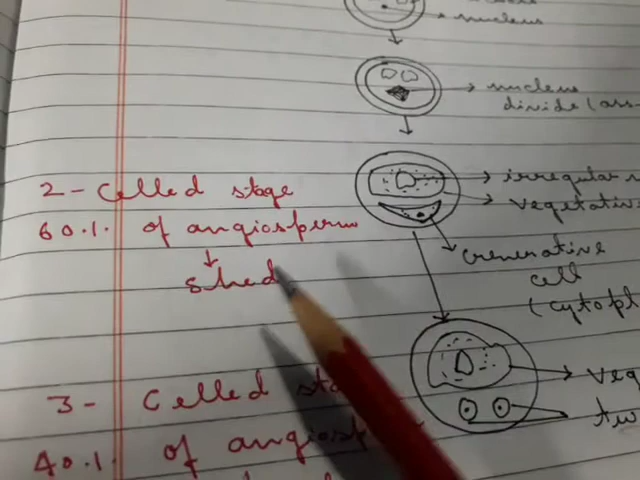 nucleus
nucleus
divide (
2 - Celled stage
60.1. of angiosperm
↓
shed
irregular
vegetative
Generative
cell
(cytopl
3 - Celled
40.1. of